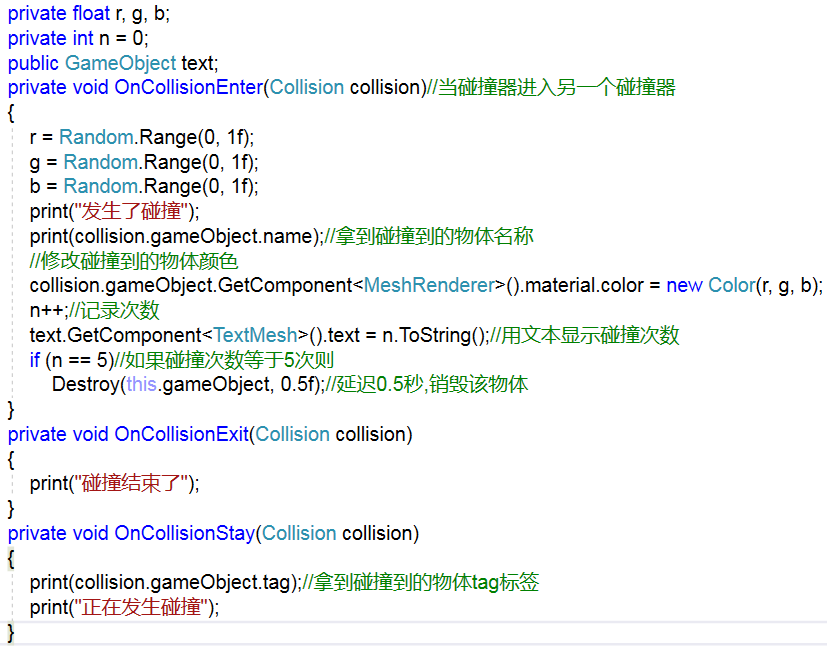 private float r, g, b;
private int n = 0;
public GameObject text;
private void OnCollisionEnter(Collision collision)//当碰撞器进入另一个碰撞器
{
r = Random.Range(0, 1f);
g = Random.Range(0, 1f);
b = Random.Range(0, 1f);
print("发生了碰撞");
print(collision.gameObject.name);//拿到碰撞到的物体名称
//修改碰撞到的物体颜色
collision.gameObject.GetComponent<MeshRenderer>().material.color = new Color(r, g, b);
n++;//记录次数
text.GetComponent<TextMesh>().text = n.ToString();//用文本显示碰撞次数
if (n == 5)//如果碰撞次数等于5次则
Destroy(this.gameObject, 0.5f);//延迟0.5秒,销毁该物体
}
private void OnCollisionExit(Collision collision)
{
print("碰撞结束了");
}
private void OnCollisionStay(Collision collision)
{
print(collision.gameObject.tag);//拿到碰撞到的物体tag标签
print("正在发生碰撞");
}